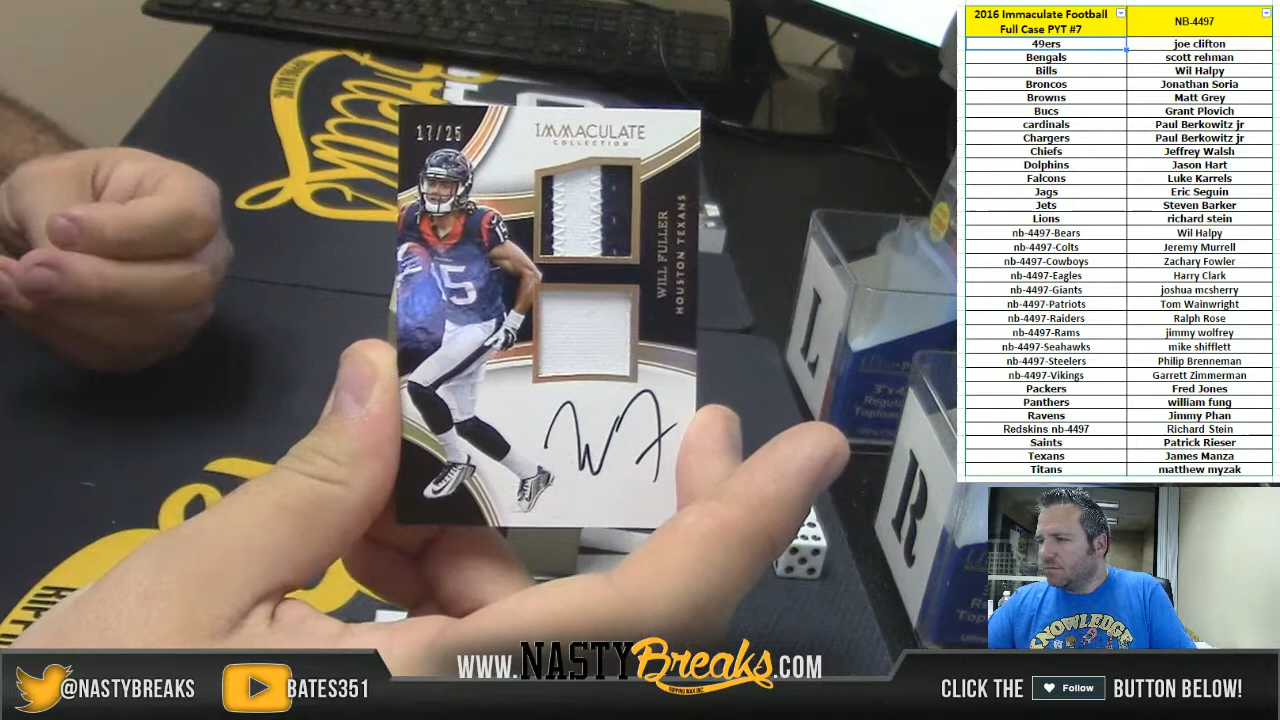 2016 Immaculate Football Full Case PYT #7 NB-4497
49ers joe clifton
Bengals scott rehman
Bills Wil Halpy
Broncos Jonathan Soria
Browns Matt Grey
Bucs Grant Plovich
cardinals Paul Berkowitz jr
Chargers Paul Berkowitz jr
Chiefs Jeffrey Walsh
Dolphins Jason Hart
Falcons Luke Karrels
Jags Eric Seguin
Jets Steven Barker
Lions richard stein
nb-4497-Bears Wil Halpy
nb-4497-Colts Jeremy Murrell
nb-4497-Cowboys Zachary Fowler
nb-4497-Eagles Harry Clark
nb-4497-Giants joshua mcsherry
nb-4497-Patriots Tom Wainwright
nb-4497-Raiders Ralph Rose
nb-4497-Rams jimmy wolfrey
nb-4497-Seahawks mike shifflett
nb-4497-Steelers Philip Brenneman
nb-4497-Vikings Garrett Zimmerman
Packers Fred Jones
Panthers william fung
Ravens Jimmy Phan
Redskins nb-4497 Richard Stein
Saints Patrick Rieser
Texans James Manza
Titans matthew myzak
17/25
IMMACULATE
COLLECTION
WILL FULLER
HOUSTON TEXANS
15
WF
L
R
3"x4"
KNOWLEDGE
@NASTYBREAKS
BATES351
WWW.NASTYBreaks.COM
RIPPING WAX INC
CLICK THE Follow BUTTON BELOW!